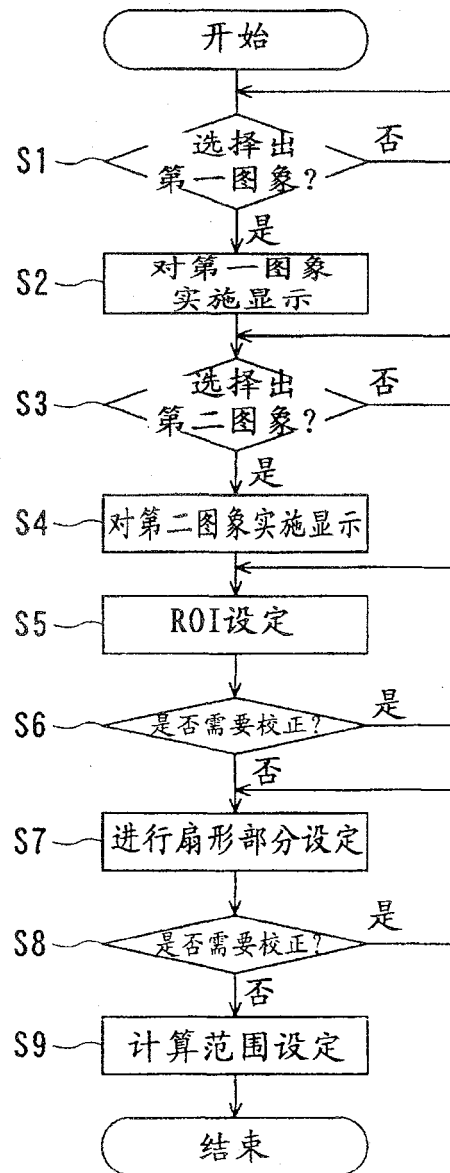 开始
选择出
第一图象?
否
S1
是
对第一图象
实施显示
S2
选择出
第二图象?
否
S3
是
对第二图象实施显示
S4
ROI设定
S5
是否需要校正?
是
S6
否
进行扇形部分设定
S7
是否需要校正?
是
S8
否
计算范围设定
S9
结束